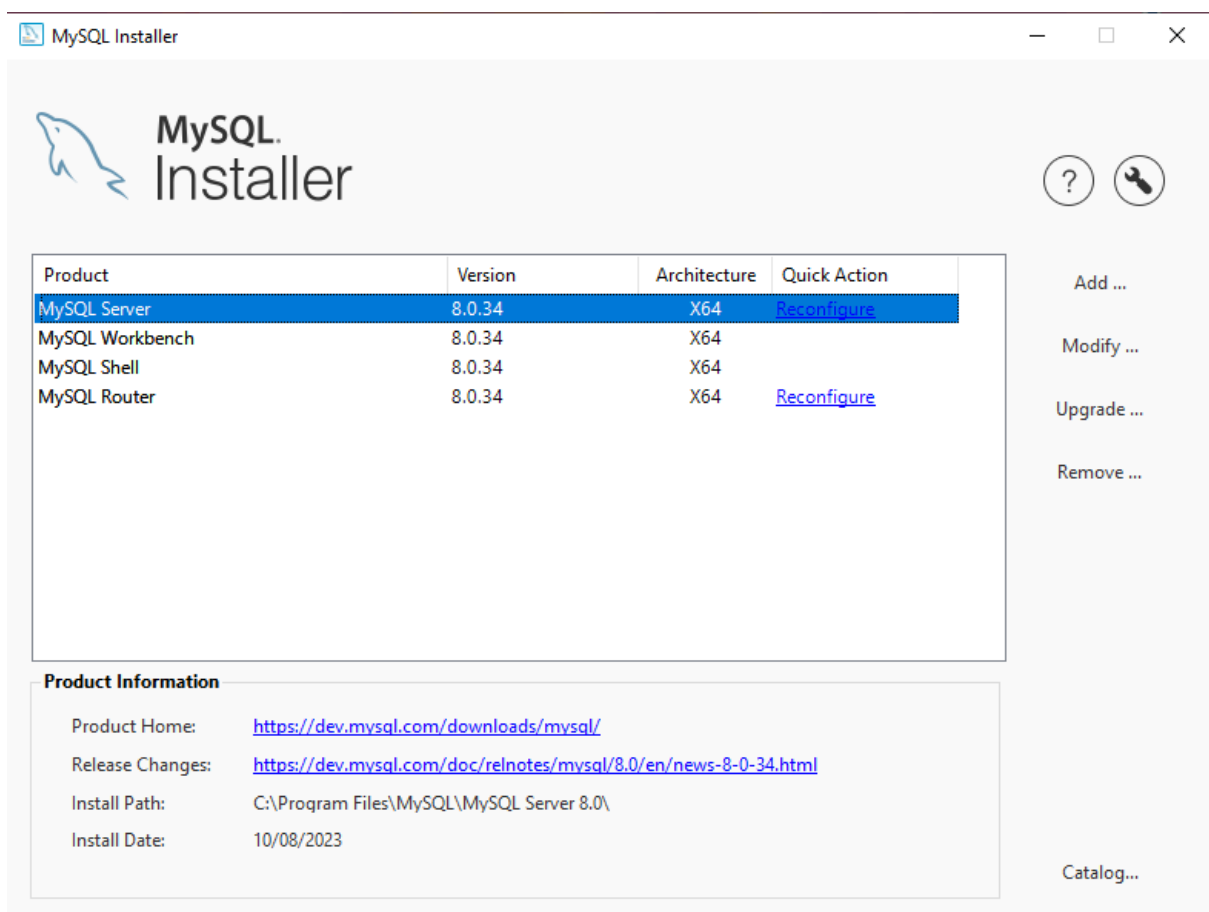 MySQL Installer
MySQL.
Installer
?
Product Version Architecture Quick Action
MySQL Server 8.0.34 X64 Reconfigure
MySQL Workbench 8.0.34 X64
MySQL Shell 8.0.34 X64
MySQL Router 8.0.34 X64 Reconfigure
Add ...
Modify ...
Upgrade ...
Remove ...
Product Information
Product Home: https://dev.mysql.com/downloads/mysql/
Release Changes: https://dev.mysql.com/doc/relnotes/mysql/8.0/en/news-8-0-34.html
Install Path: C:\Program Files\MySQL\MySQL Server 8.0\
Install Date: 10/08/2023
Catalog...